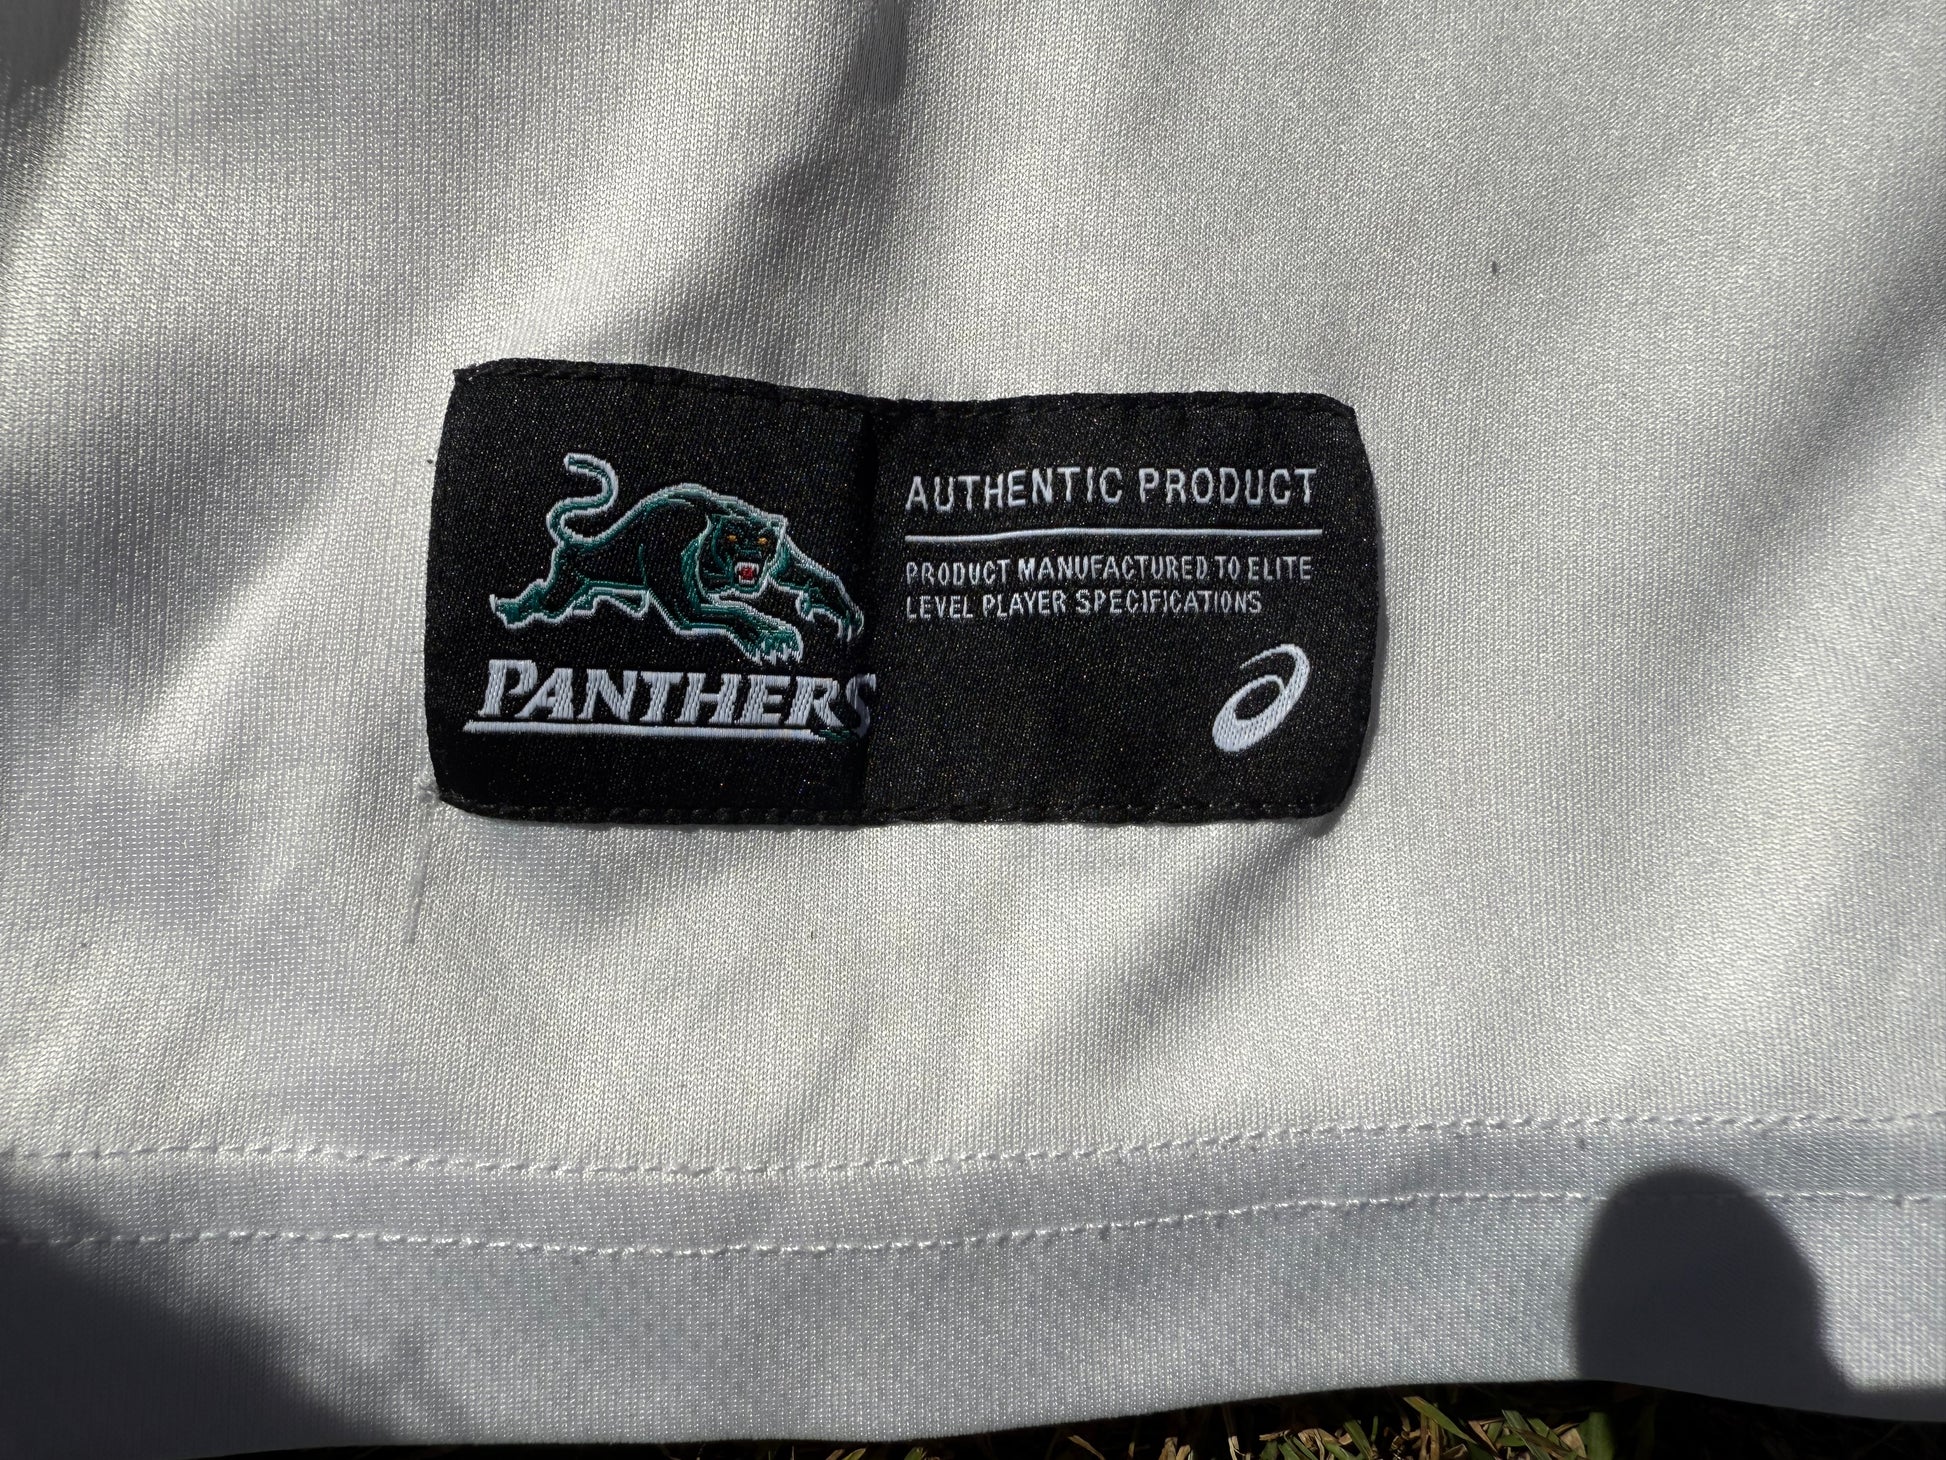 PANTHERS
AUTHENTIC PRODUCT
PRODUCT MANUFACTURED TO ELITE
LEVEL PLAYER SPECIFICATIONS